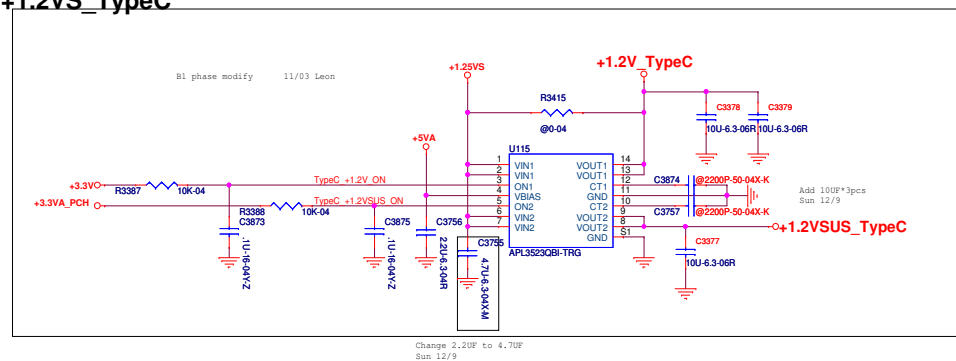 +1.2VS_TypeC
B1 phase modify 11/03 Leon
+1.25VS
+1.2V_TypeC
R3415
@0-04
C3378
C3379
10U-6.3-06R
10U-6.3-06R
+5VA
U115
1 VIN1 VOUT1 14
2 VIN1 VOUT1 13
3 ON1 CT1 12
4 VBIAS GND 11
5 ON2 CT2 10
6 VIN2 VOUT2 9
7 VIN2 VOUT2 8
GND S1
APL3523QBI-TRG
+3.3V
R3387
10K-04
TypeC_+1.2V_ON
+3.3VA_PCH
R3388
10K-04
TypeC_+1.2VSUS_ON
C3873
.1U-16-04Y-Z
C3875
.1U-16-04Y-Z
C3756
2.2U-6.3-04R
C3755
4.7U-6.3-04X-M
C3874
@2200P-50-04X-K
C3757
@2200P-50-04X-K
Add 10UF*3pcs
Sun 12/9
+1.2VSUS_TypeC
C3377
10U-6.3-06R
Change 2.2UF to 4.7UF
Sun 12/9